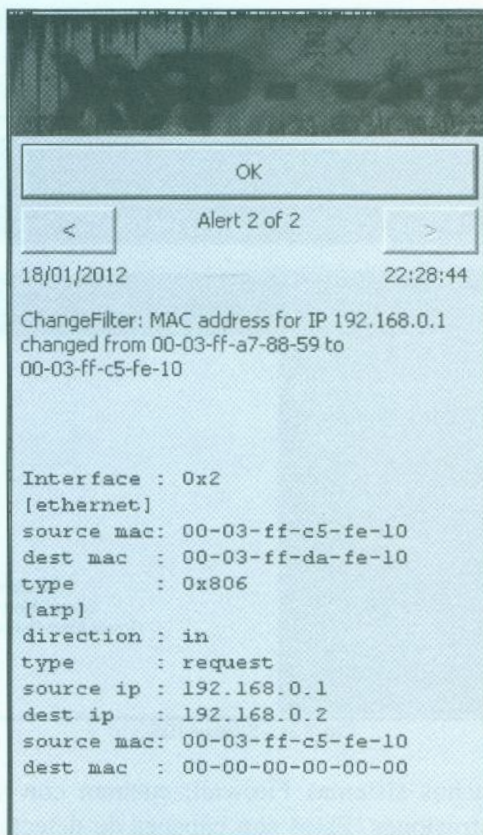 OK
< Alert 2 of 2 >
18/01/2012 22:28:44
ChangeFilter: MAC address for IP 192.168.0.1
changed from 00-03-ff-a7-88-59 to
00-03-ff-c5-fe-10
Interface : 0x2
[ethernet]
source mac: 00-03-ff-c5-fe-10
dest mac : 00-03-ff-da-fe-10
type : 0x806
[arp]
direction : in
type : request
source ip : 192.168.0.1
dest ip : 192.168.0.2
source mac: 00-03-ff-c5-fe-10
dest mac : 00-00-00-00-00-00